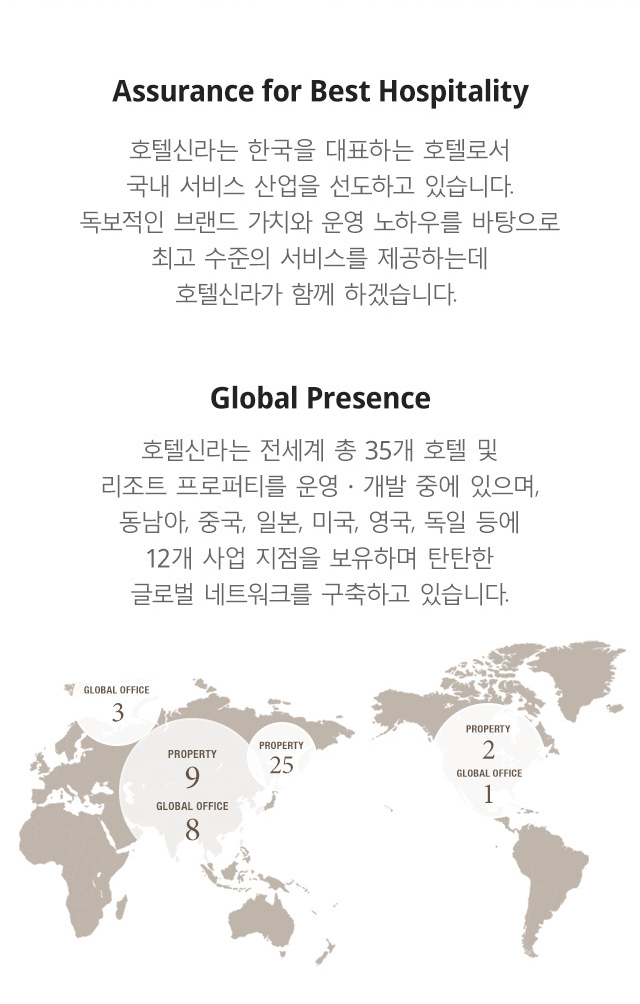 Assurance for Best Hospitality
호텔신라는 한국을 대표하는 호텔로서
국내 서비스 산업을 선도하고 있습니다.
독보적인 브랜드 가치와 운영 노하우를 바탕으로
최고 수준의 서비스를 제공하는데
호텔신라가 함께 하겠습니다.
Global Presence
호텔신라는 전세계 총 35개 호텔 및
리조트 프로퍼티를 운영 · 개발 중에 있으며,
동남아, 중국, 일본, 미국, 영국, 독일 등에
12개 사업 지점을 보유하며 탄탄한
글로벌 네트워크를 구축하고 있습니다.
GLOBAL OFFICE
3
PROPERTY
9
GLOBAL OFFICE
8
PROPERTY
25
PROPERTY
2
GLOBAL OFFICE
1